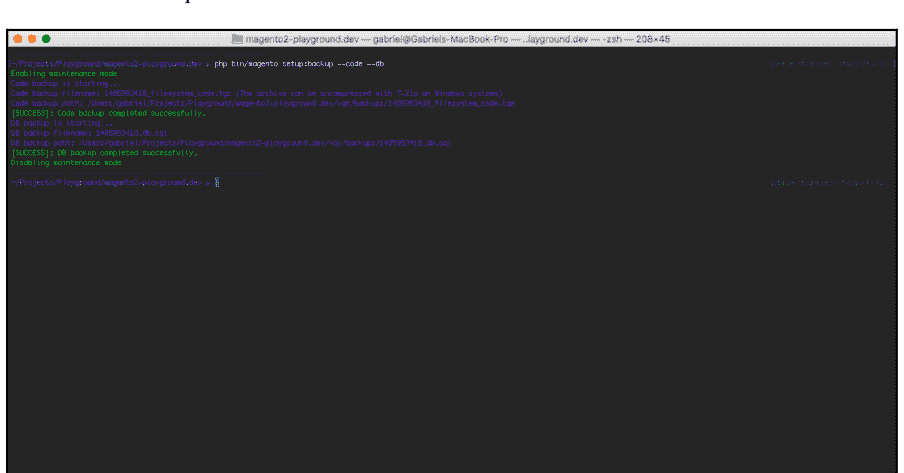 magento2-playground.dev — gabriel@Gabriels-MacBook-Pro — ..layground.dev — -zsh — 208×45
~/Projects/Playground/magento2-playground.dev » php bin/magento setup:backup --code --db
Enabling maintenance mode
Code backup is starting...
Code backup filename: 1485953418_filesystem_code.tgz (The archive can be uncompressed with 7-Zip on Windows systems)
Code backup path: /Users/gabriel/Projects/Playground/magento2-playground.dev/var/backups/1485953418_filesystem_code.tgz
[SUCCESS]: Code backup completed successfully.
DB backup is starting...
DB backup filename: 1485953418_db.sql
DB backup path: /Users/gabriel/Projects/Playground/magento2-playground.dev/var/backups/1485953418_db.sql
[SUCCESS]: DB backup completed successfully.
Disabling maintenance mode
~/Projects/Playground/magento2-playground.dev »